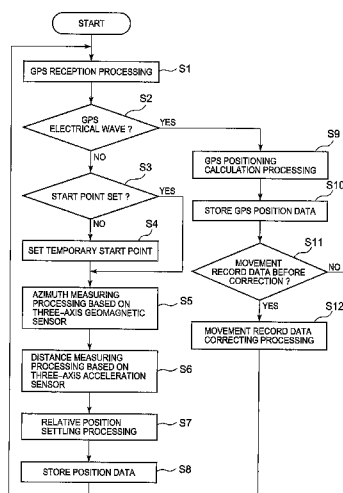 START
GPS RECEPTION PROCESSING
S1
S2
GPS
ELECTRICAL WAVE ?
YES
NO
S3
START POINT SET ?
YES
NO
S4
SET TEMPORARY START POINT
AZIMUTH MEASURING
PROCESSING BASED ON
THREE-AXIS GEOMAGNETIC
SENSOR
S5
DISTANCE MEASURING
PROCESSING BASED ON
THREE-AXIS ACCELERATION
SENSOR
S6
RELATIVE POSITION
SETTLING PROCESSING
S7
STORE POSITION DATA
S8
S9
GPS POSITIONING
CALCULATION PROCESSING
S10
STORE GPS POSITION DATA
S11
MOVEMENT
RECORD DATA BEFORE
CORRECTION ?
NO
YES
S12
MOVEMENT RECORD DATA
CORRECTING PROCESSING